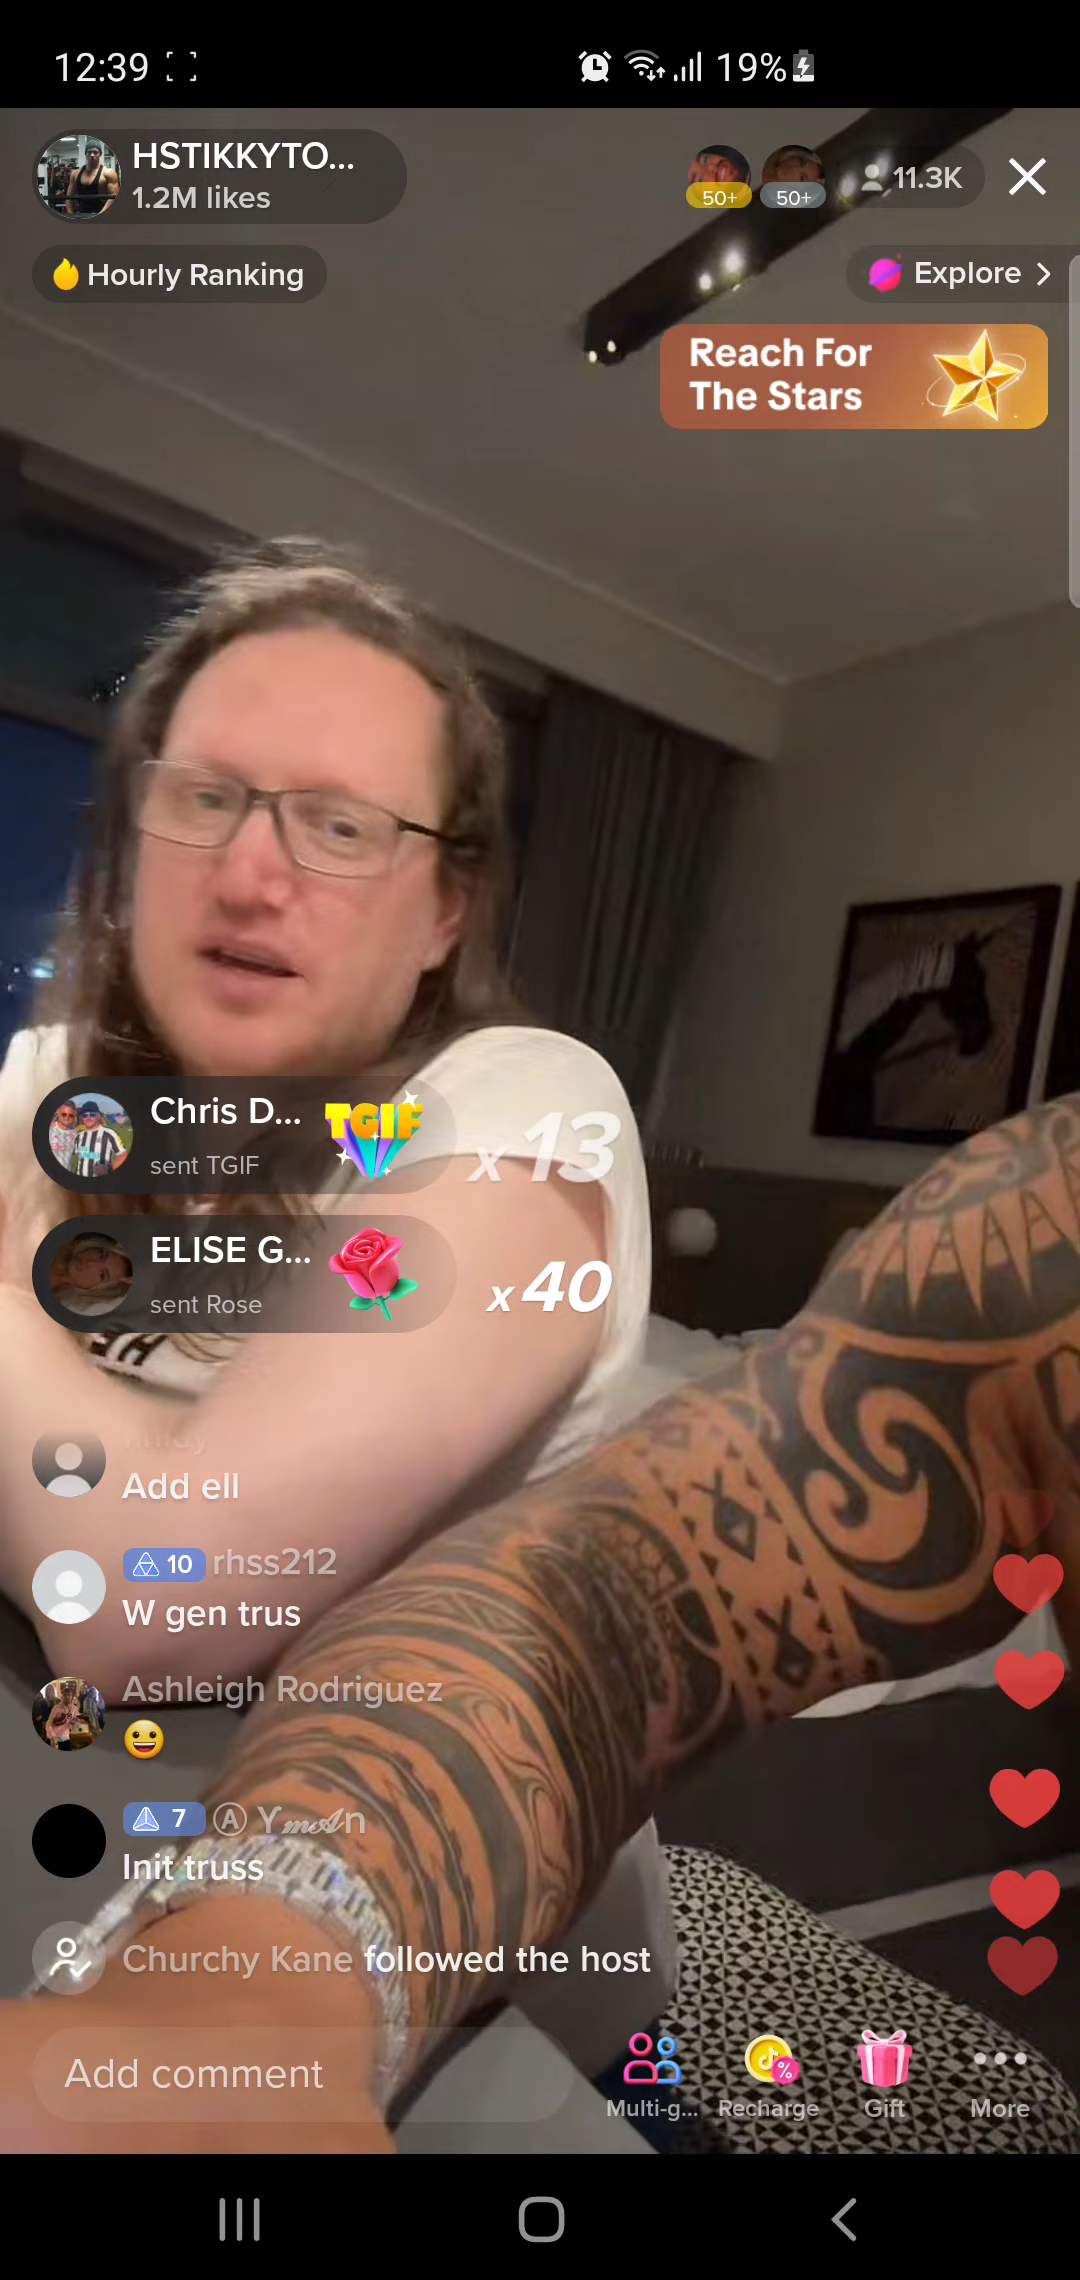 12:39
19%
HSTIKKYTO...
1.2M likes
50+
50+
11.3K
Hourly Ranking
Explore
Reach For
The Stars
Chris D...
sent TGIF
TGIF
x13
ELISE G...
sent Rose
x40
Add ell
10 rhss212
W gen trus
Ashleigh Rodriguez
7 Ⓐ Y𝓂𝒜n
Init truss
Churchy Kane followed the host
Add comment
Multi-g...
Recharge
Gift
More